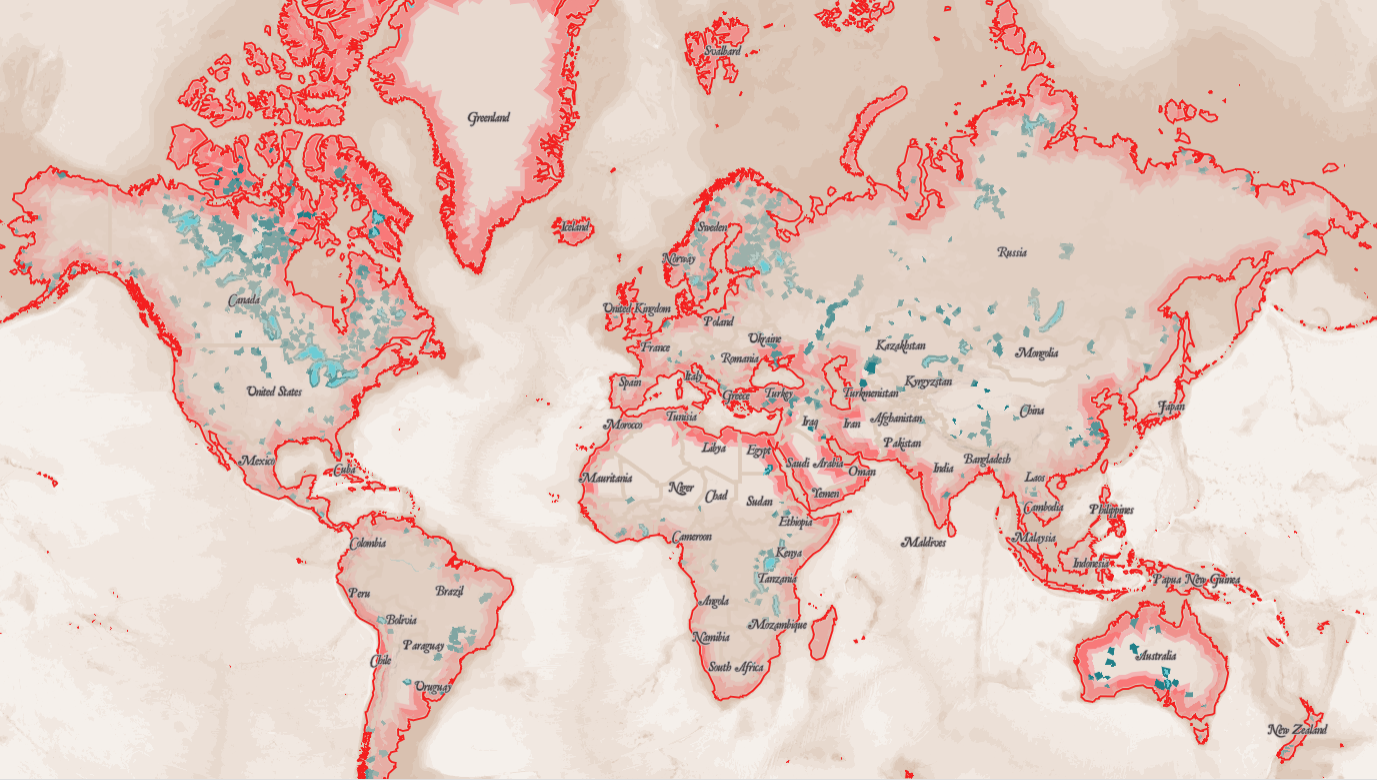 Svalbard
Greenland
Iceland
Sweden
Norway
Russia
Canada
United Kingdom
Poland
Ukraine
France
Romania
Kazakhstan
Mongolia
United States
Spain
Italy
Greece
Turkey
Turkmenistan
Kyrgyzstan
China
Japan
Morocco
Tunisia
Iraq
Iran
Afghanistan
Pakistan
Libya
Egypt
Mexico
Cuba
Saudi Arabia
Oman
India
Bangladesh
Mauritania
Niger
Chad
Sudan
Yemen
Laos
Cambodia
Philippines
Ethiopia
Colombia
Cameroon
Kenya
Maldives
Malaysia
Indonesia
Tanzania
Papua New Guinea
Peru
Brazil
Angola
Bolivia
Mozambique
Namibia
Paraguay
Chile
South Africa
Australia
Uruguay
New Zealand